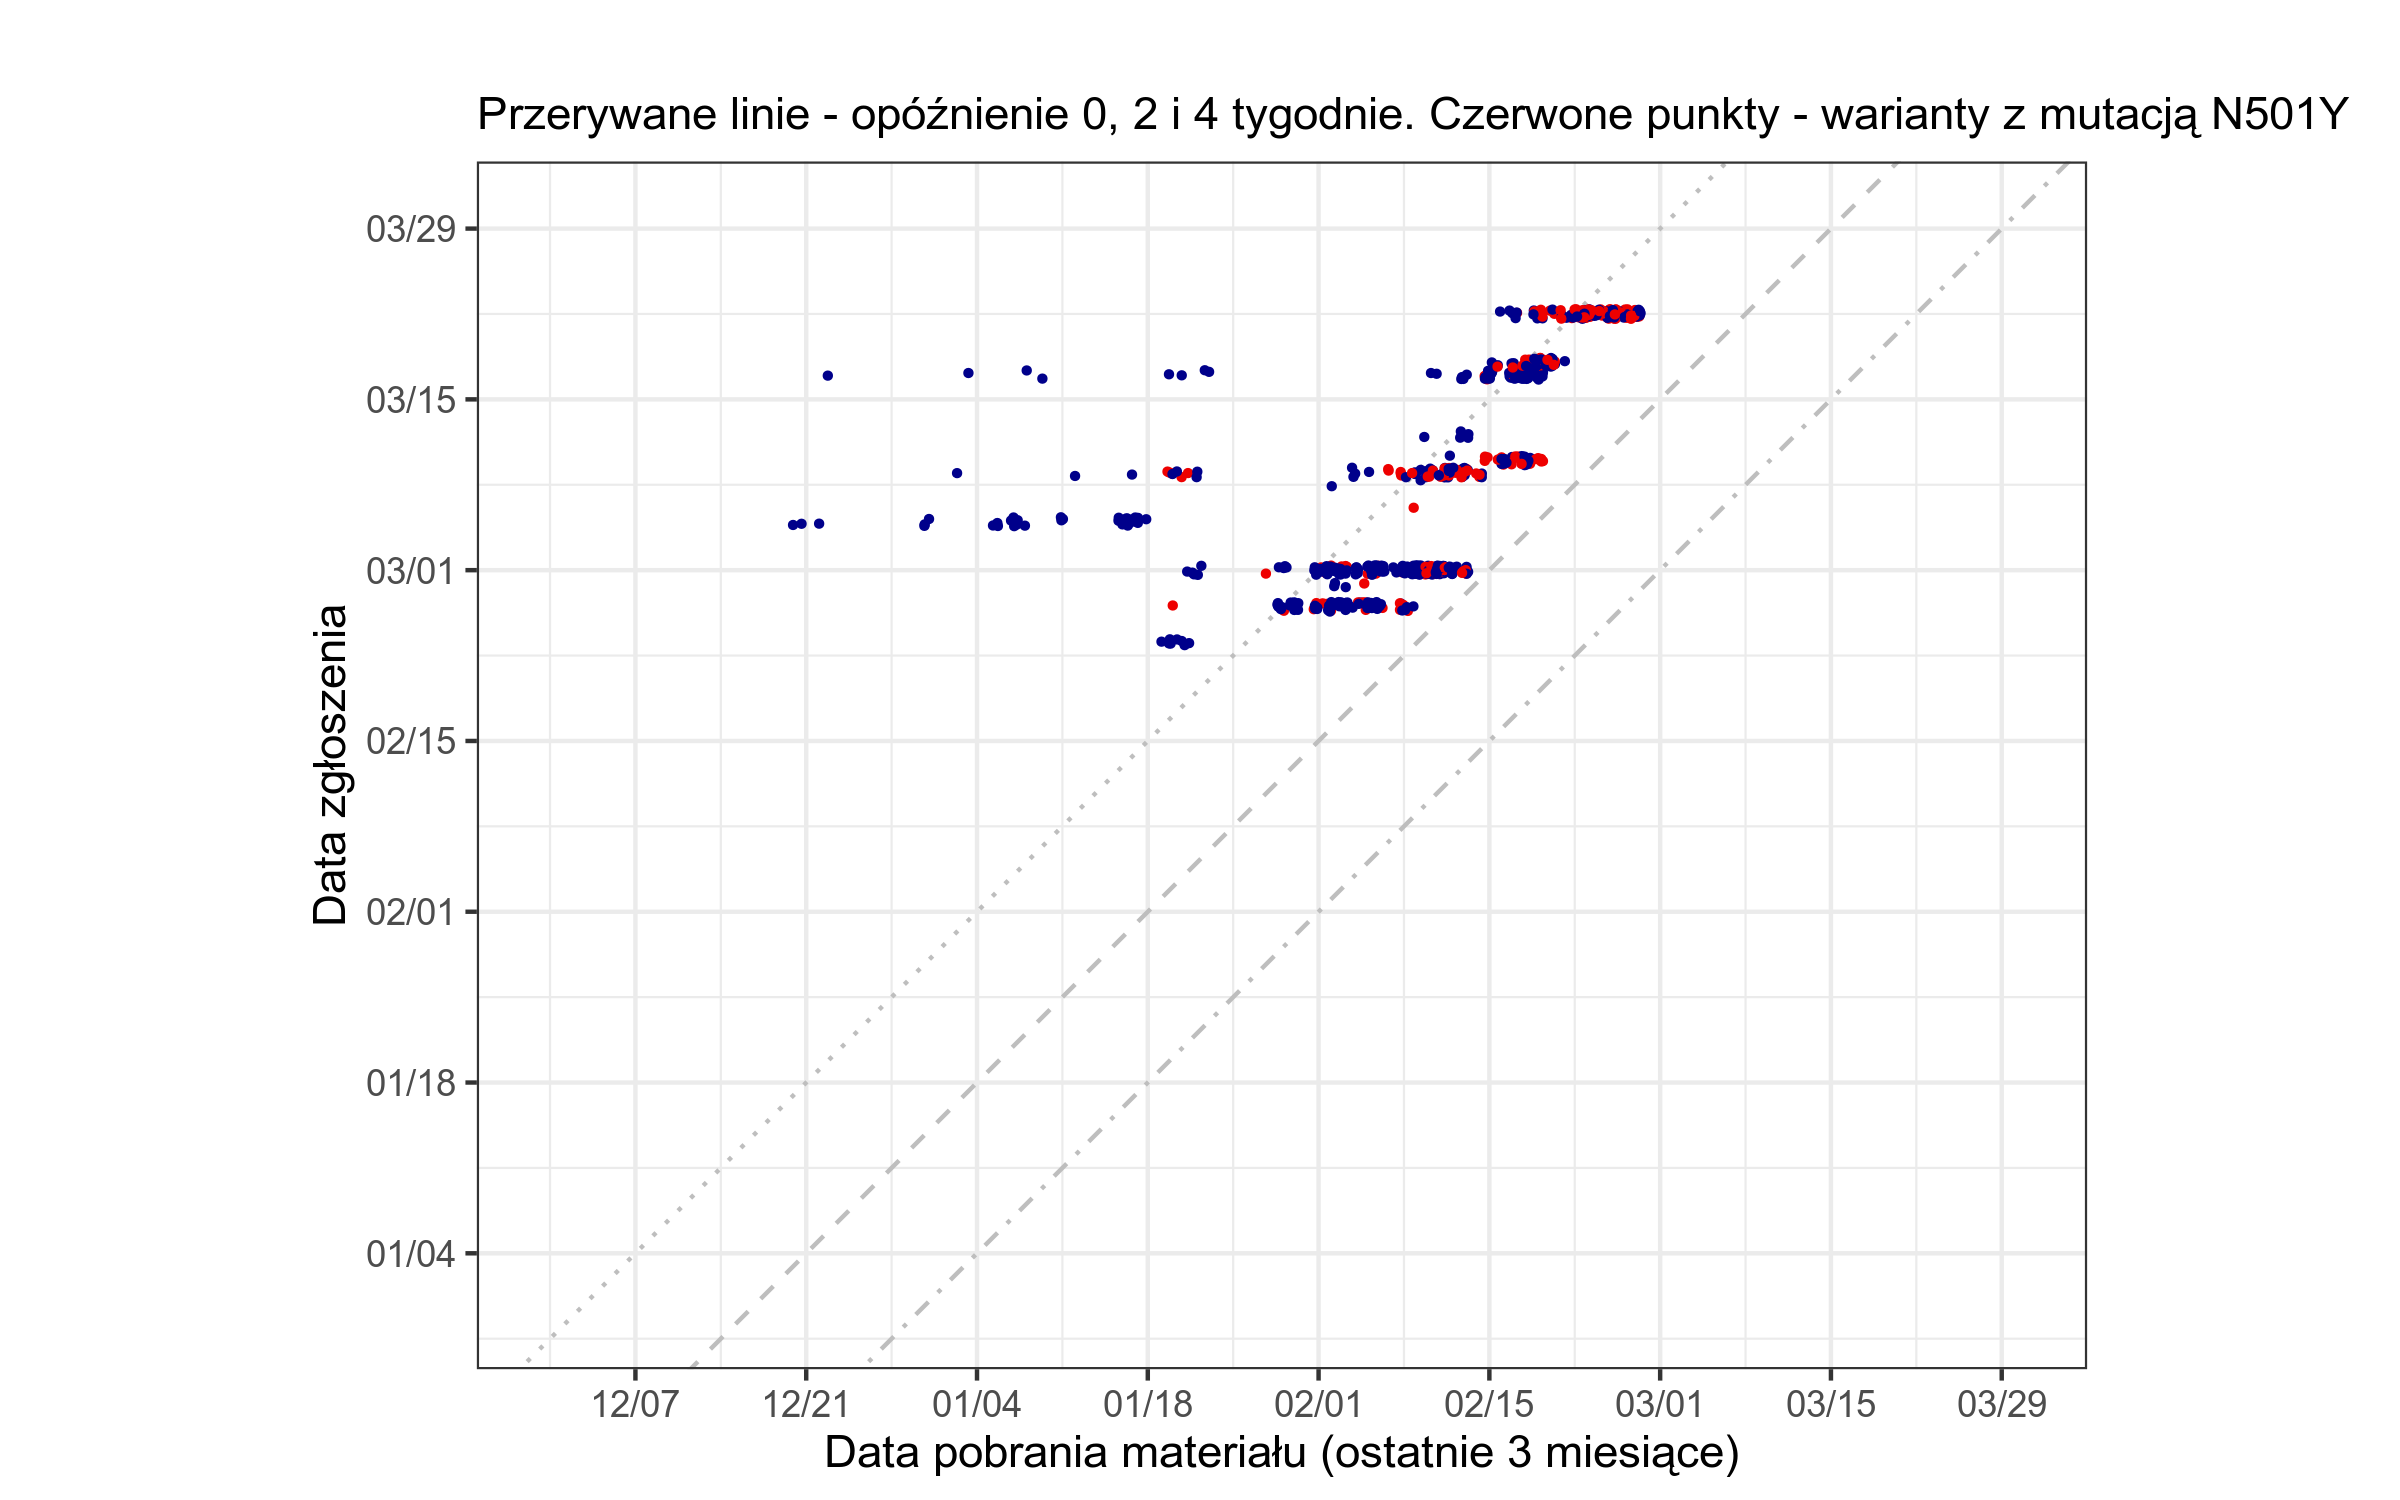 Przerywane linie - opóźnienie 0, 2 i 4 tygodnie. Czerwone punkty - warianty z mutacją N501Y
Data zgłoszenia
03/29
03/15
03/01
02/15
02/01
01/18
01/04
12/07 12/21 01/04 01/18 02/01 02/15 03/01 03/15 03/29
Data pobrania materiału (ostatnie 3 miesiące)